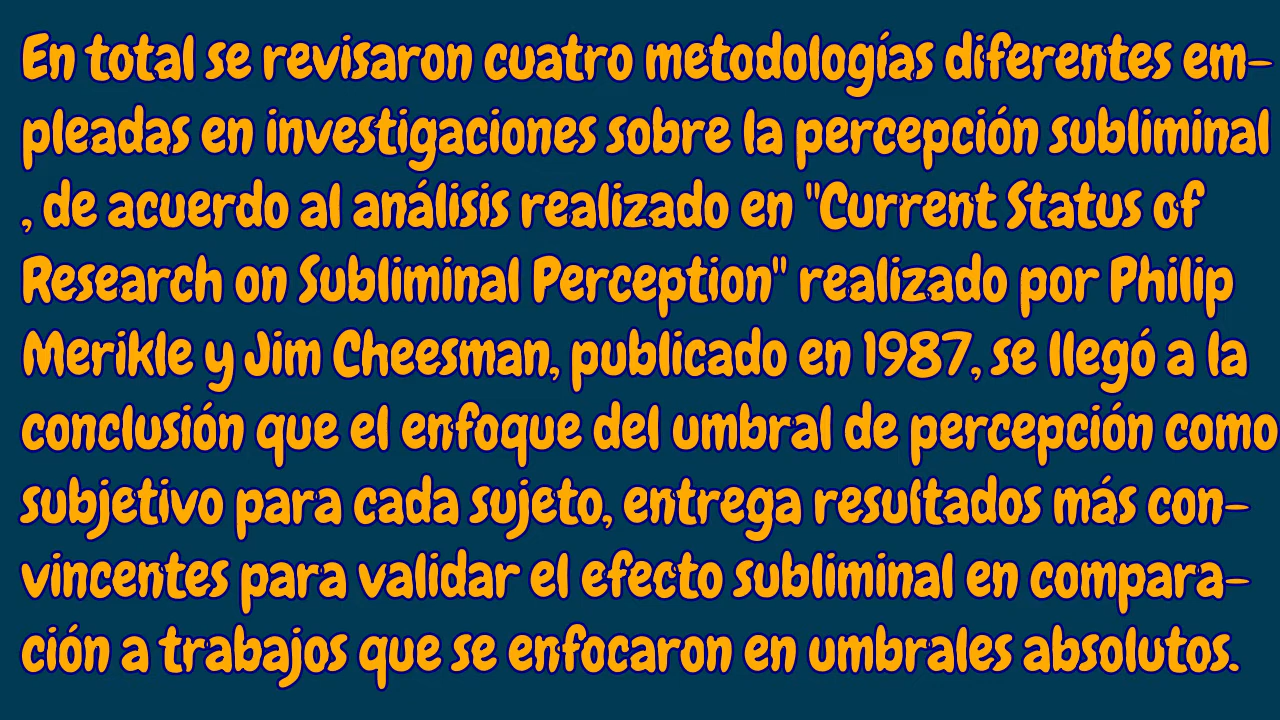 En total se revisaron cuatro metodologías diferentes em-
pleadas en investigaciones sobre la percepción subliminal
, de acuerdo al análisis realizado en "Current Status of
Research on Subliminal Perception" realizado por Philip
Merikle y Jim Cheesman, publicado en 1987, se llegó a la
conclusión que el enfoque del umbral de percepción como
subjetivo para cada sujeto, entrega resultados más con-
vincentes para validar el efecto subliminal en compara-
ción a trabajos que se enfocaron en umbrales absolutos.